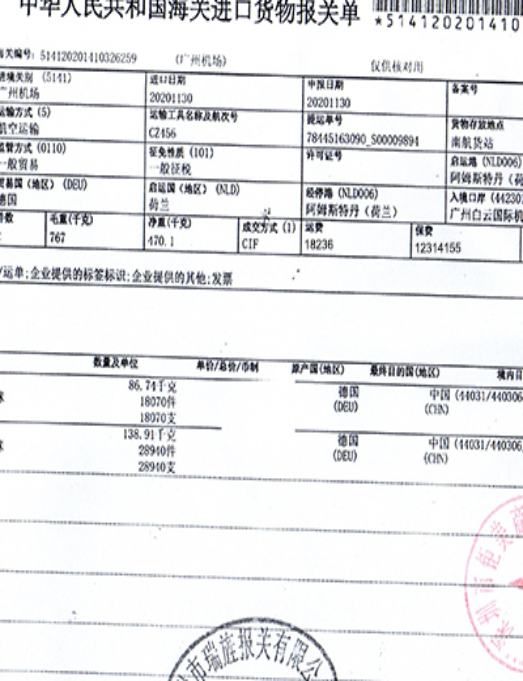 中华人民共和国海关进口货物报关单
*51412020141010
海关编号: 514120201410326259 (广州机场) 仅供核对用
进境关别 (5141) 进口日期 申报日期 备案号
广州机场 20201130 20201130
运输方式 (5) 运输工具名称及航次号 提运单号 货物存放地点
航空运输 CZ456 78445163090_S00009894 南航货站
监管方式 (0110) 征免性质 (101) 许可证号 启运港 (NLD006)
一般贸易 一般征税 阿姆斯特丹 (荷
贸易国 (地区) (DEU) 启运国 (地区) (NLD) 经停港 (NLD006) 入境口岸 (44230
德国 荷兰 阿姆斯特丹 (荷兰) 广州白云国际机
件数 毛重(千克) 净重(千克) 成交方式 (1) 运费 保费
767 470.1 CIF 18236 12314155
/运单;企业提供的标签标识;企业提供的其他;发票
数量及单位 单价/总价/币制 原产国(地区) 最终目的国(地区) 境内目
86.74千克 德国 中国 (44031/440306
18070件 (DEU) (CHN)
18070支
138.91千克 德国 中国 (44031/440306
28940件 (DEU) (CHN)
28940支
深圳市钜
市瑞旌报关有限公